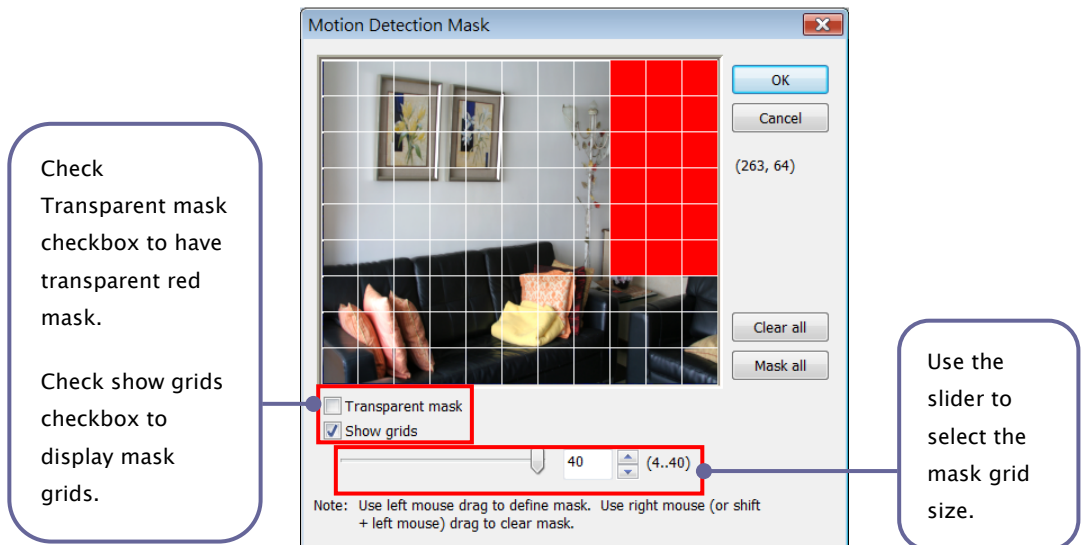 Motion Detection Mask
OK
Cancel
(263, 64)
Clear all
Mask all
Transparent mask
Show grids
40
(4..40)
Note: Use left mouse drag to define mask. Use right mouse (or shift
+ left mouse) drag to clear mask.
Check
Transparent mask
checkbox to have
transparent red
mask.
Check show grids
checkbox to
display mask
grids.
Use the
slider to
select the
mask grid
size.